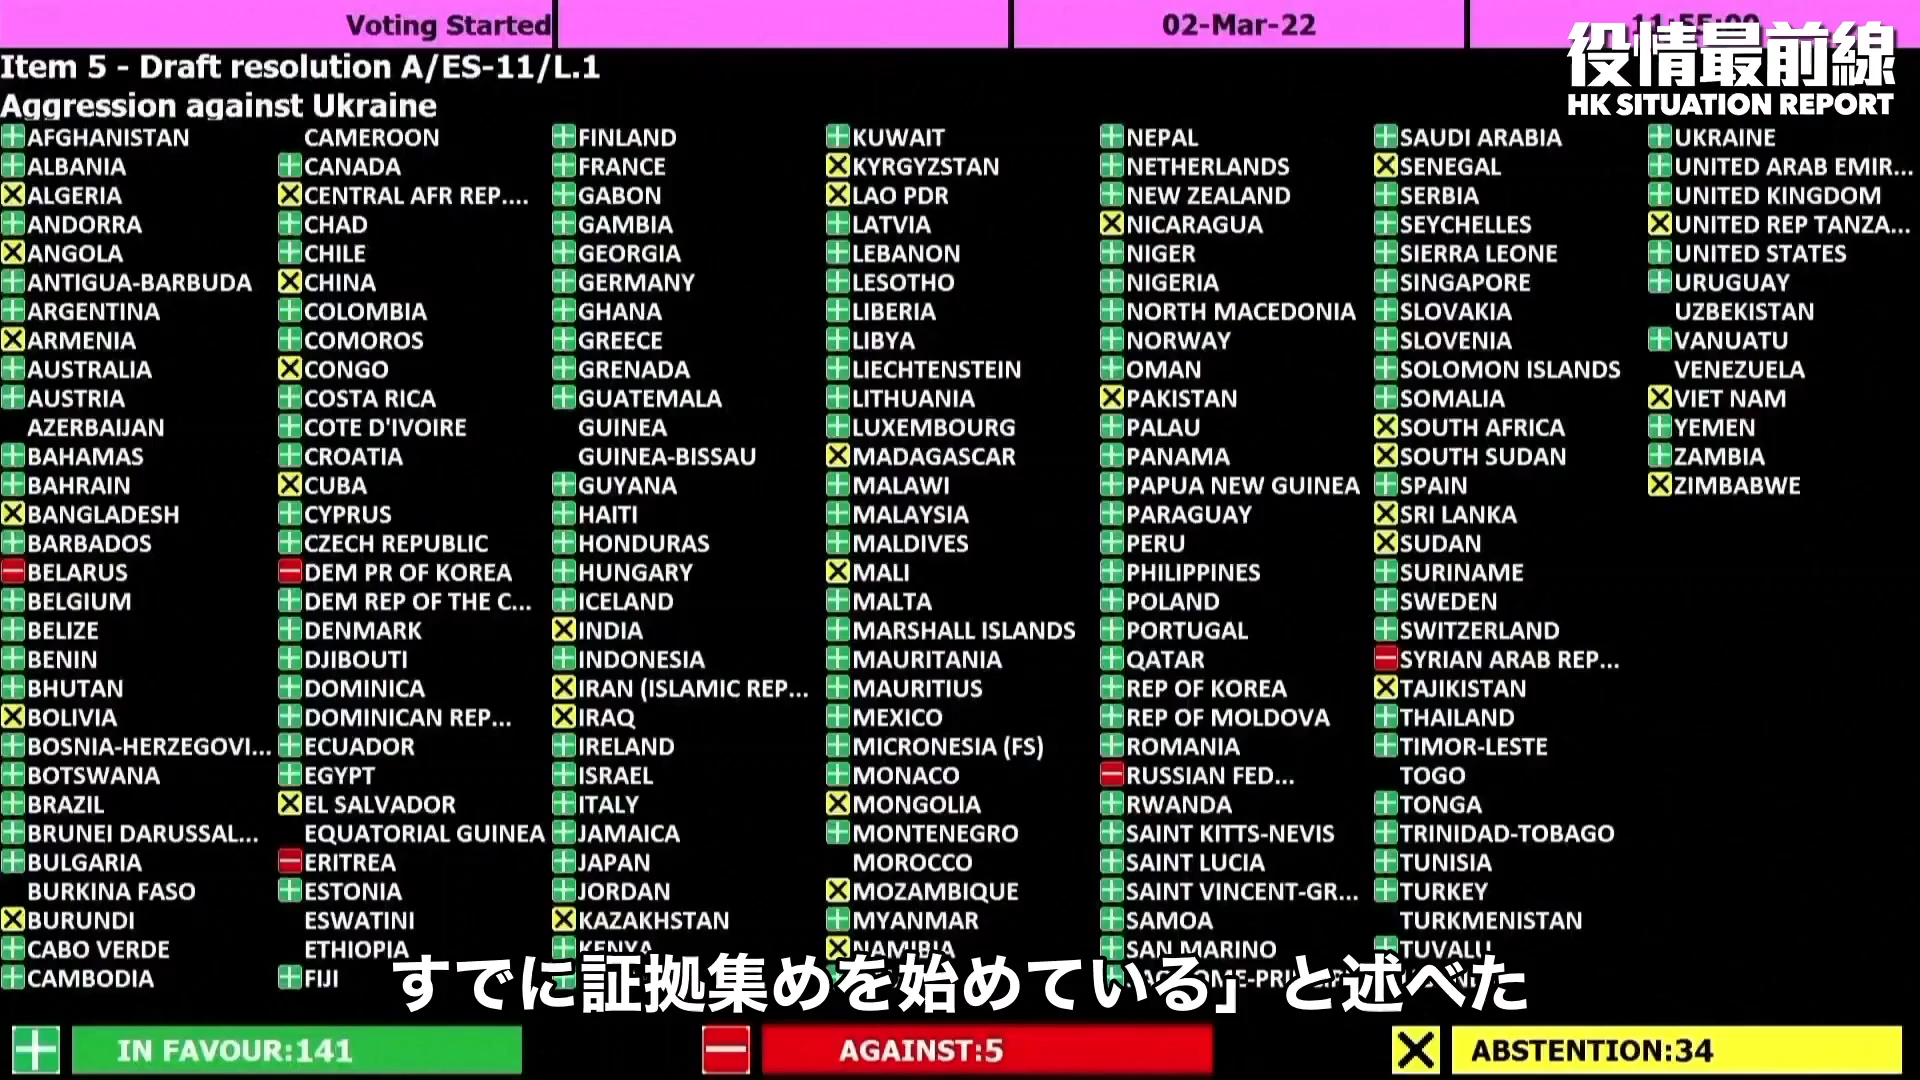 Voting Started
02-Mar-22
役情最前線
HK SITUATION REPORT
Item 5 - Draft resolution A/ES-11/L.1
Aggression against Ukraine
AFGHANISTAN
ALBANIA
ALGERIA
ANDORRA
ANGOLA
ANTIGUA-BARBUDA
ARGENTINA
ARMENIA
AUSTRALIA
AUSTRIA
AZERBAIJAN
BAHAMAS
BAHRAIN
BANGLADESH
BARBADOS
BELARUS
BELGIUM
BELIZE
BENIN
BHUTAN
BOLIVIA
BOSNIA-HERZEGOVI...
BOTSWANA
BRAZIL
BRUNEI DARUSSAL...
BULGARIA
BURKINA FASO
BURUNDI
CABO VERDE
CAMBODIA
CAMEROON
CANADA
CENTRAL AFR REP....
CHAD
CHILE
CHINA
COLOMBIA
COMOROS
CONGO
COSTA RICA
COTE D'IVOIRE
CROATIA
CUBA
CYPRUS
CZECH REPUBLIC
DEM PR OF KOREA
DEM REP OF THE C...
DENMARK
DJIBOUTI
DOMINICA
DOMINICAN REP...
ECUADOR
EGYPT
EL SALVADOR
EQUATORIAL GUINEA
ERITREA
ESTONIA
ESWATINI
ETHIOPIA
FIJI
FINLAND
FRANCE
GABON
GAMBIA
GEORGIA
GERMANY
GHANA
GREECE
GRENADA
GUATEMALA
GUINEA
GUINEA-BISSAU
GUYANA
HAITI
HONDURAS
HUNGARY
ICELAND
INDIA
INDONESIA
IRAN (ISLAMIC REP...
IRAQ
IRELAND
ISRAEL
ITALY
JAMAICA
JAPAN
JORDAN
KAZAKHSTAN
KENYA
KUWAIT
KYRGYZSTAN
LAO PDR
LATVIA
LEBANON
LESOTHO
LIBERIA
LIBYA
LIECHTENSTEIN
LITHUANIA
LUXEMBOURG
MADAGASCAR
MALAWI
MALAYSIA
MALDIVES
MALI
MALTA
MARSHALL ISLANDS
MAURITANIA
MAURITIUS
MEXICO
MICRONESIA (FS)
MONACO
MONGOLIA
MONTENEGRO
MOROCCO
MOZAMBIQUE
MYANMAR
NAMIBIA
NEPAL
NETHERLANDS
NEW ZEALAND
NICARAGUA
NIGER
NIGERIA
NORTH MACEDONIA
NORWAY
OMAN
PAKISTAN
PALAU
PANAMA
PAPUA NEW GUINEA
PARAGUAY
PERU
PHILIPPINES
POLAND
PORTUGAL
QATAR
REP OF KOREA
REP OF MOLDOVA
ROMANIA
RUSSIAN FED...
RWANDA
SAINT KITTS-NEVIS
SAINT LUCIA
SAINT VINCENT-GR...
SAMOA
SAN MARINO
SAUDI ARABIA
SENEGAL
SERBIA
SEYCHELLES
SIERRA LEONE
SINGAPORE
SLOVAKIA
SLOVENIA
SOLOMON ISLANDS
SOMALIA
SOUTH AFRICA
SOUTH SUDAN
SPAIN
SRI LANKA
SUDAN
SURINAME
SWEDEN
SWITZERLAND
SYRIAN ARAB REP...
TAJIKISTAN
THAILAND
TIMOR-LESTE
TOGO
TONGA
TRINIDAD-TOBAGO
TUNISIA
TURKEY
TURKMENISTAN
TUVALU
UKRAINE
UNITED ARAB EMIR...
UNITED KINGDOM
UNITED REP TANZA...
UNITED STATES
URUGUAY
UZBEKISTAN
VANUATU
VENEZUELA
VIET NAM
YEMEN
ZAMBIA
ZIMBABWE
すでに証拠集めを始めている」と述べた
IN FAVOUR:141
AGAINST:5
ABSTENTION:34